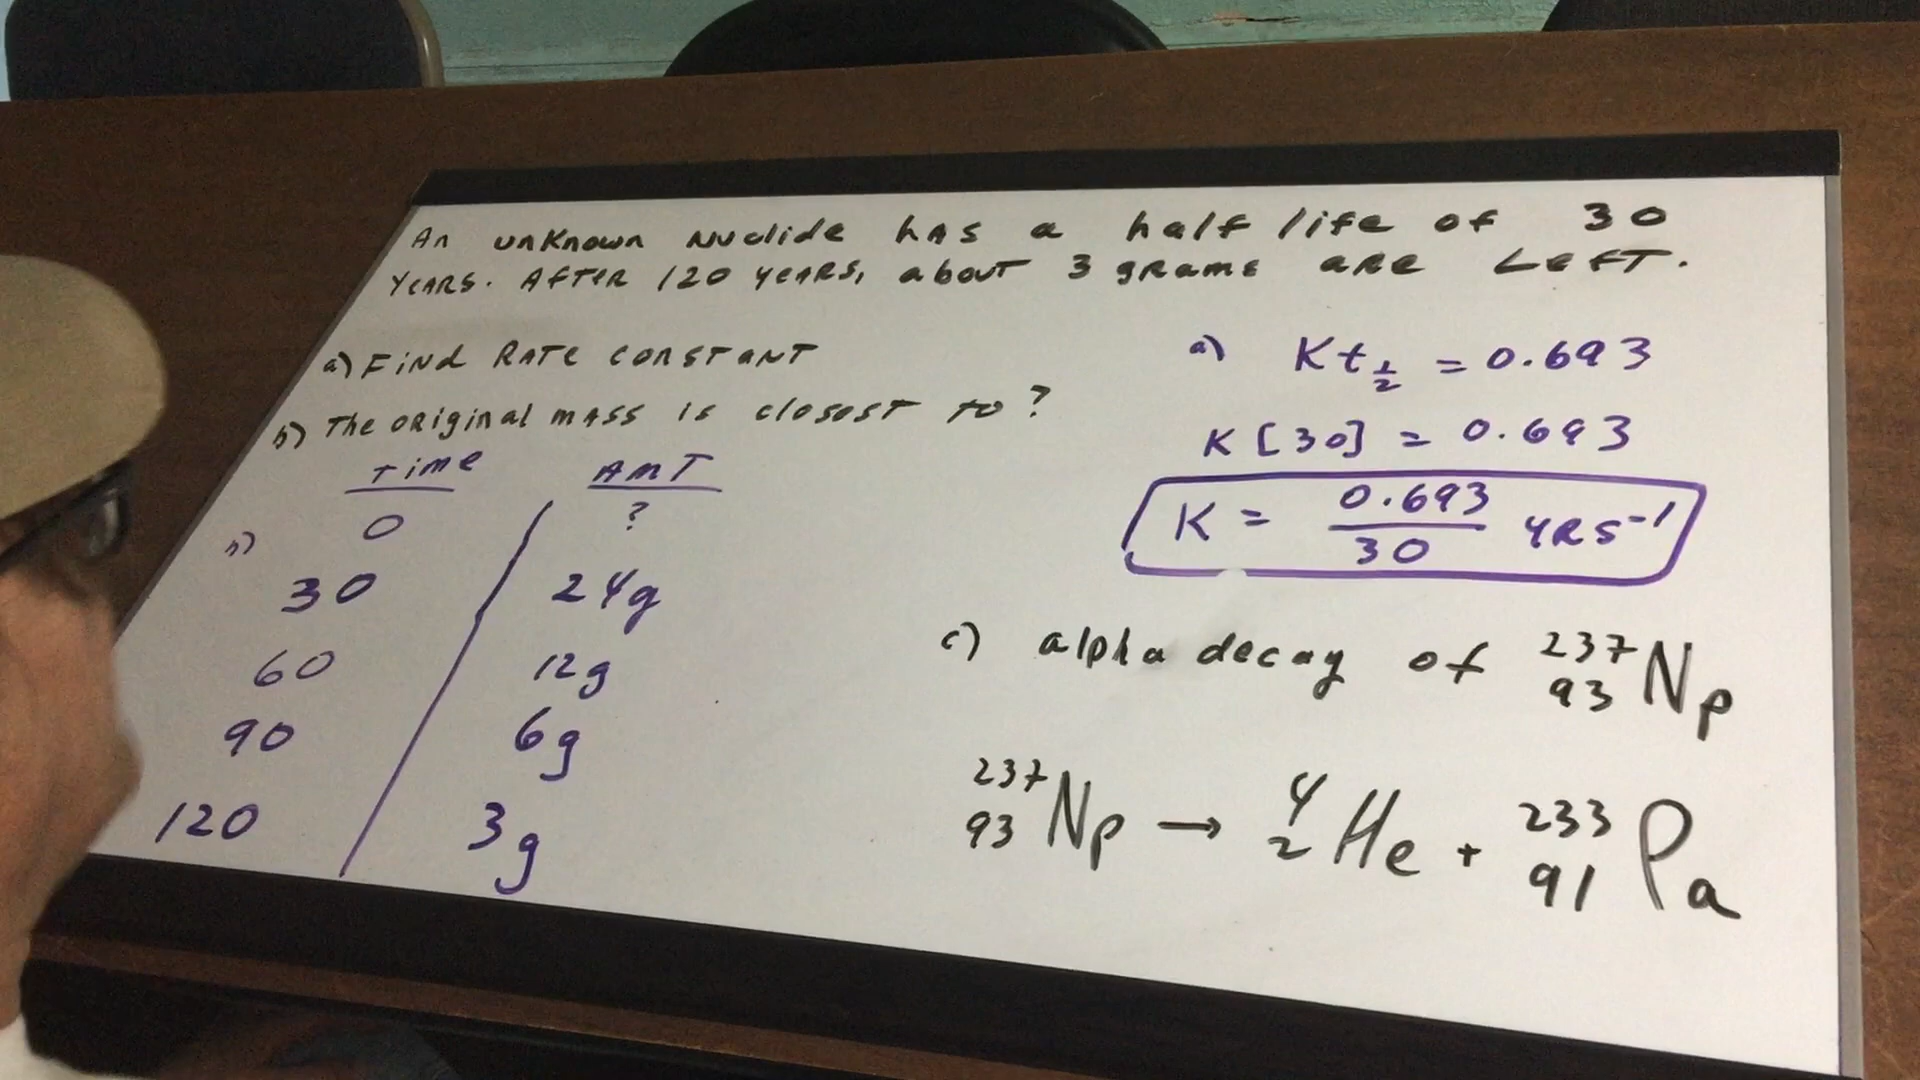 An unknown nuclide has a half life of 30
years. After 120 years, about 3 grams are left.
a) Find rate constant
b) The original mass is closest to?
Time AMT
b) 0 ?
30 24g
60 12g
90 6g
120 3g
a) Kt½ = 0.693
K [30] = 0.693
K = 0.693/30 yrs⁻¹
c) alpha decay of ²³⁷₉₃Np
²³⁷₉₃Np → ⁴₂He + ²³³₉₁Pa